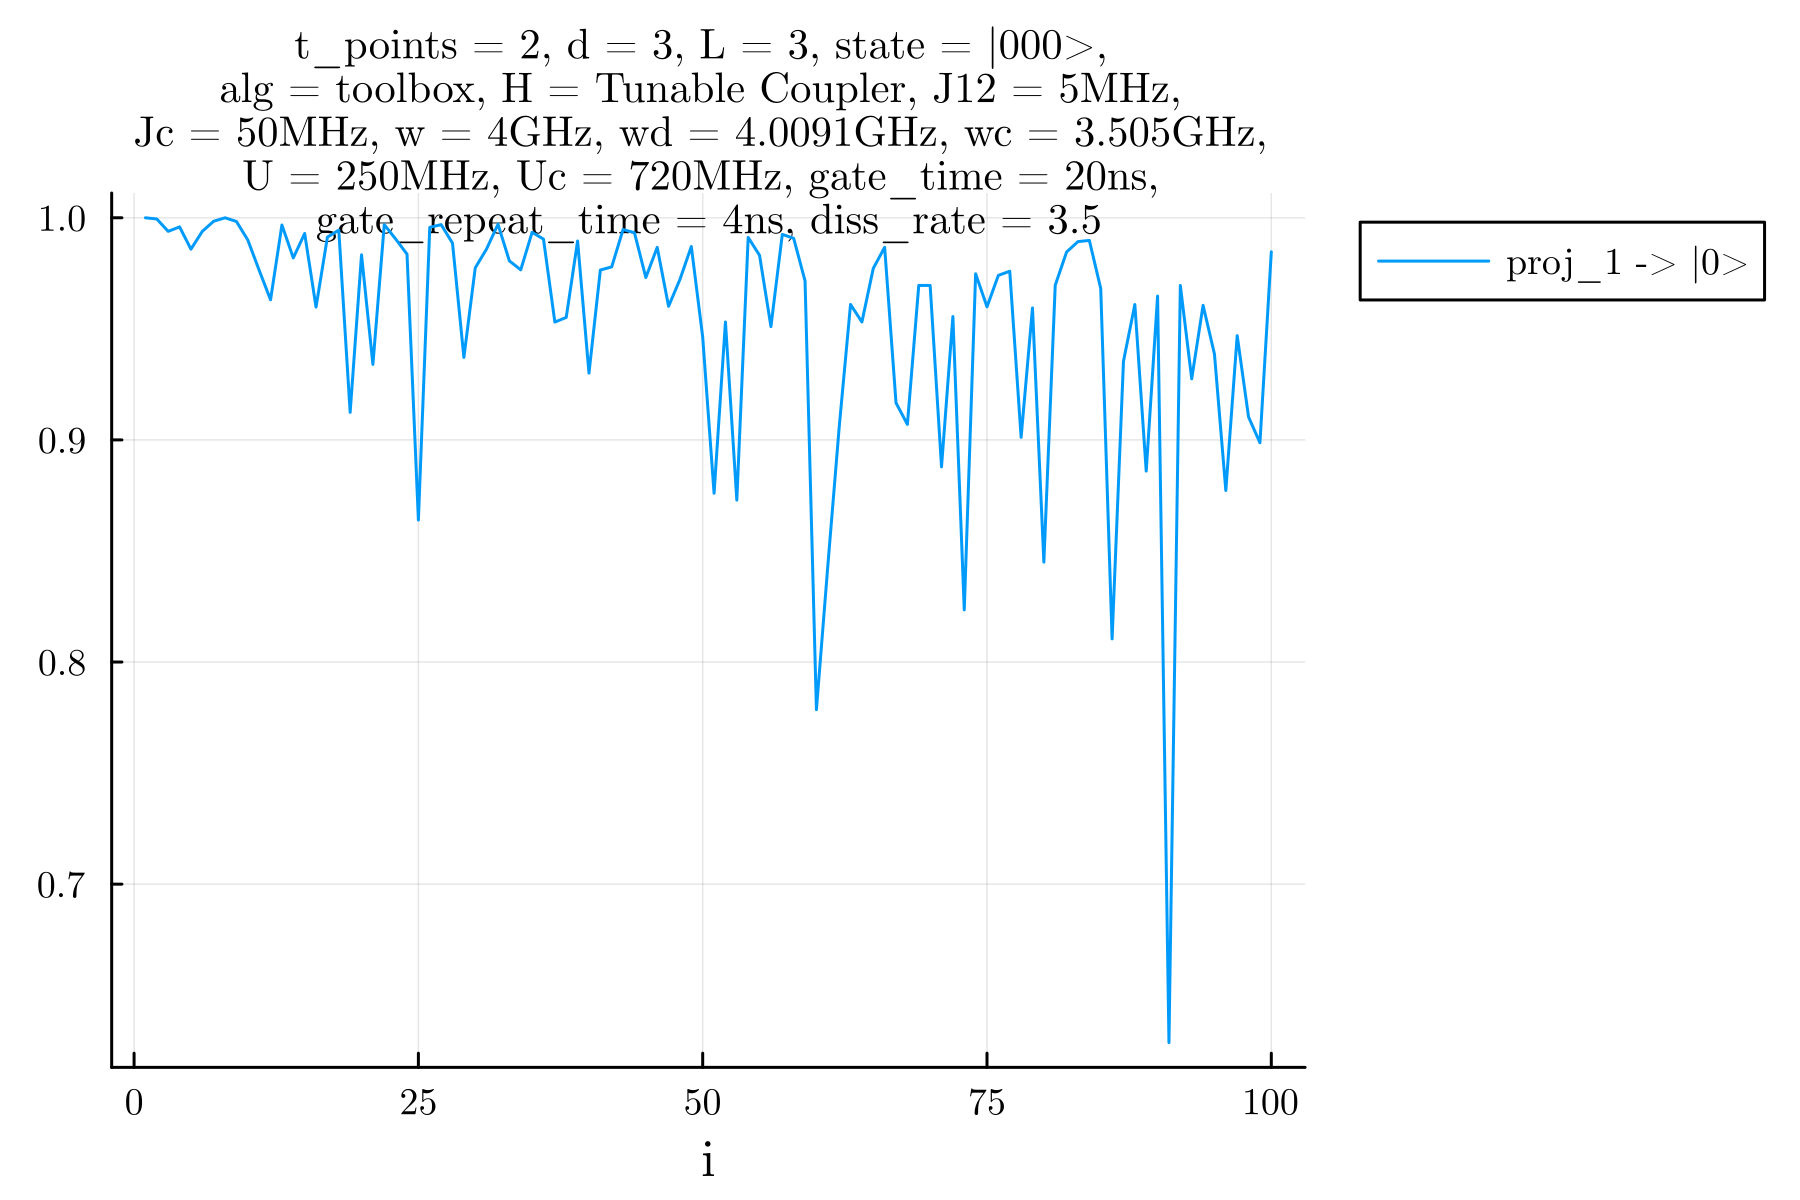 t_points = 2, d = 3, L = 3, state = |000>,
alg = toolbox, H = Tunable Coupler, J12 = 5MHz,
Jc = 50MHz, w = 4GHz, wd = 4.0091GHz, wc = 3.505GHz,
U = 250MHz, Uc = 720MHz, gate_time = 20ns,
gate_repeat_time = 4ns, diss_rate = 3.5
1.0
0.9
0.8
0.7
proj_1 -> |0>
0 25 50 75 100
i